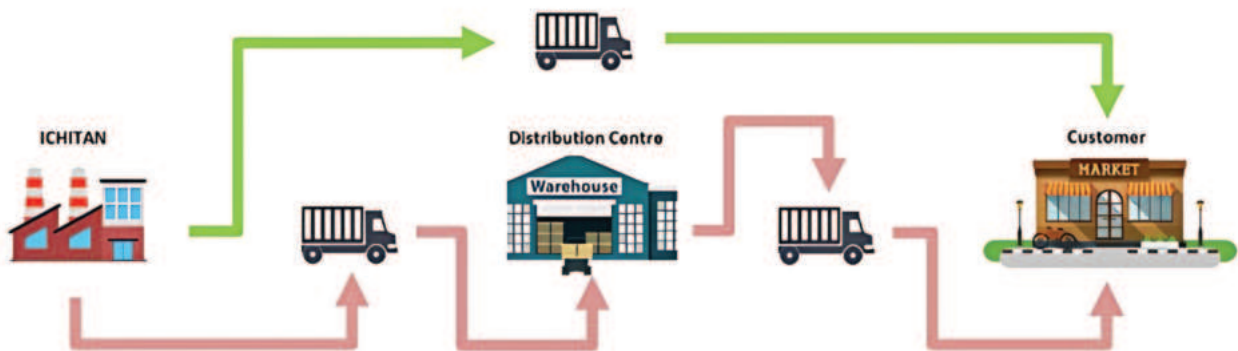 ICHITAN
Distribution Centre
Customer
Warehouse
MARKET